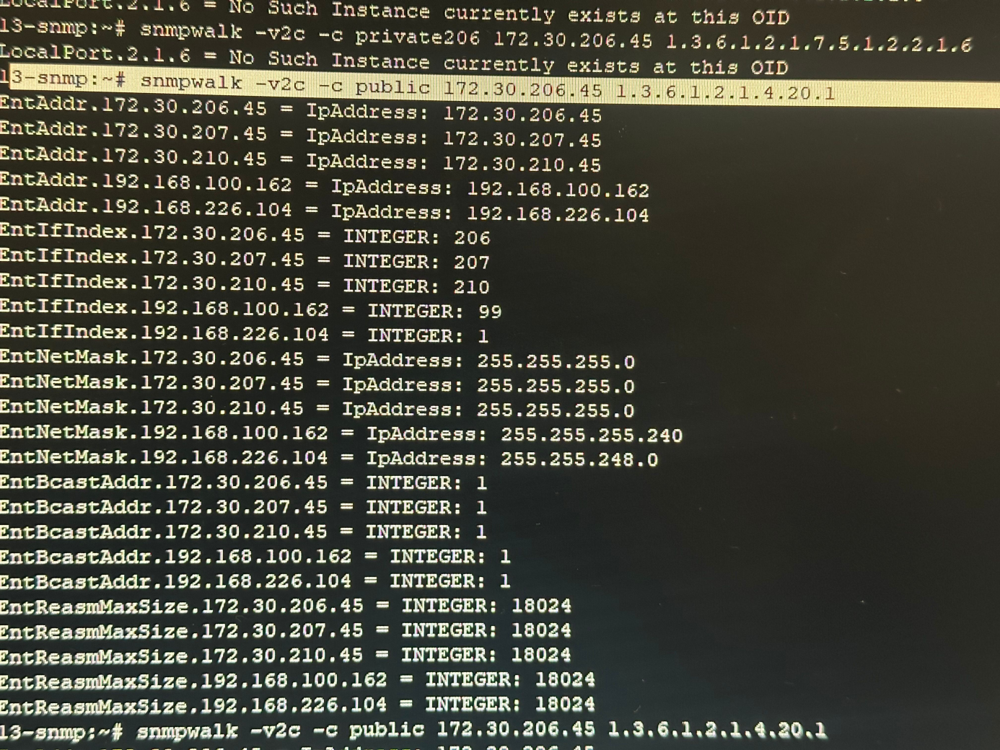 LocalPort.2.1.6 = No Such Instance currently exists at this OID
l3-snmp:~# snmpwalk -v2c -c private206 172.30.206.45 1.3.6.1.2.1.7.5.1.2.2.1.6
LocalPort.2.1.6 = No Such Instance currently exists at this OID
l3-snmp:~# snmpwalk -v2c -c public 172.30.206.45 1.3.6.1.2.1.4.20.1
EntAddr.172.30.206.45 = IpAddress: 172.30.206.45
EntAddr.172.30.207.45 = IpAddress: 172.30.207.45
EntAddr.172.30.210.45 = IpAddress: 172.30.210.45
EntAddr.192.168.100.162 = IpAddress: 192.168.100.162
EntAddr.192.168.226.104 = IpAddress: 192.168.226.104
EntIfIndex.172.30.206.45 = INTEGER: 206
EntIfIndex.172.30.207.45 = INTEGER: 207
EntIfIndex.172.30.210.45 = INTEGER: 210
EntIfIndex.192.168.100.162 = INTEGER: 99
EntIfIndex.192.168.226.104 = INTEGER: 1
EntNetMask.172.30.206.45 = IpAddress: 255.255.255.0
EntNetMask.172.30.207.45 = IpAddress: 255.255.255.0
EntNetMask.172.30.210.45 = IpAddress: 255.255.255.0
EntNetMask.192.168.100.162 = IpAddress: 255.255.255.240
EntNetMask.192.168.226.104 = IpAddress: 255.255.248.0
EntBcastAddr.172.30.206.45 = INTEGER: 1
EntBcastAddr.172.30.207.45 = INTEGER: 1
EntBcastAddr.172.30.210.45 = INTEGER: 1
EntBcastAddr.192.168.100.162 = INTEGER: 1
EntBcastAddr.192.168.226.104 = INTEGER: 1
EntReasmMaxSize.172.30.206.45 = INTEGER: 18024
EntReasmMaxSize.172.30.207.45 = INTEGER: 18024
EntReasmMaxSize.172.30.210.45 = INTEGER: 18024
EntReasmMaxSize.192.168.100.162 = INTEGER: 18024
EntReasmMaxSize.192.168.226.104 = INTEGER: 18024
l3-snmp:~# snmpwalk -v2c -c public 172.30.206.45 1.3.6.1.2.1.4.20.1